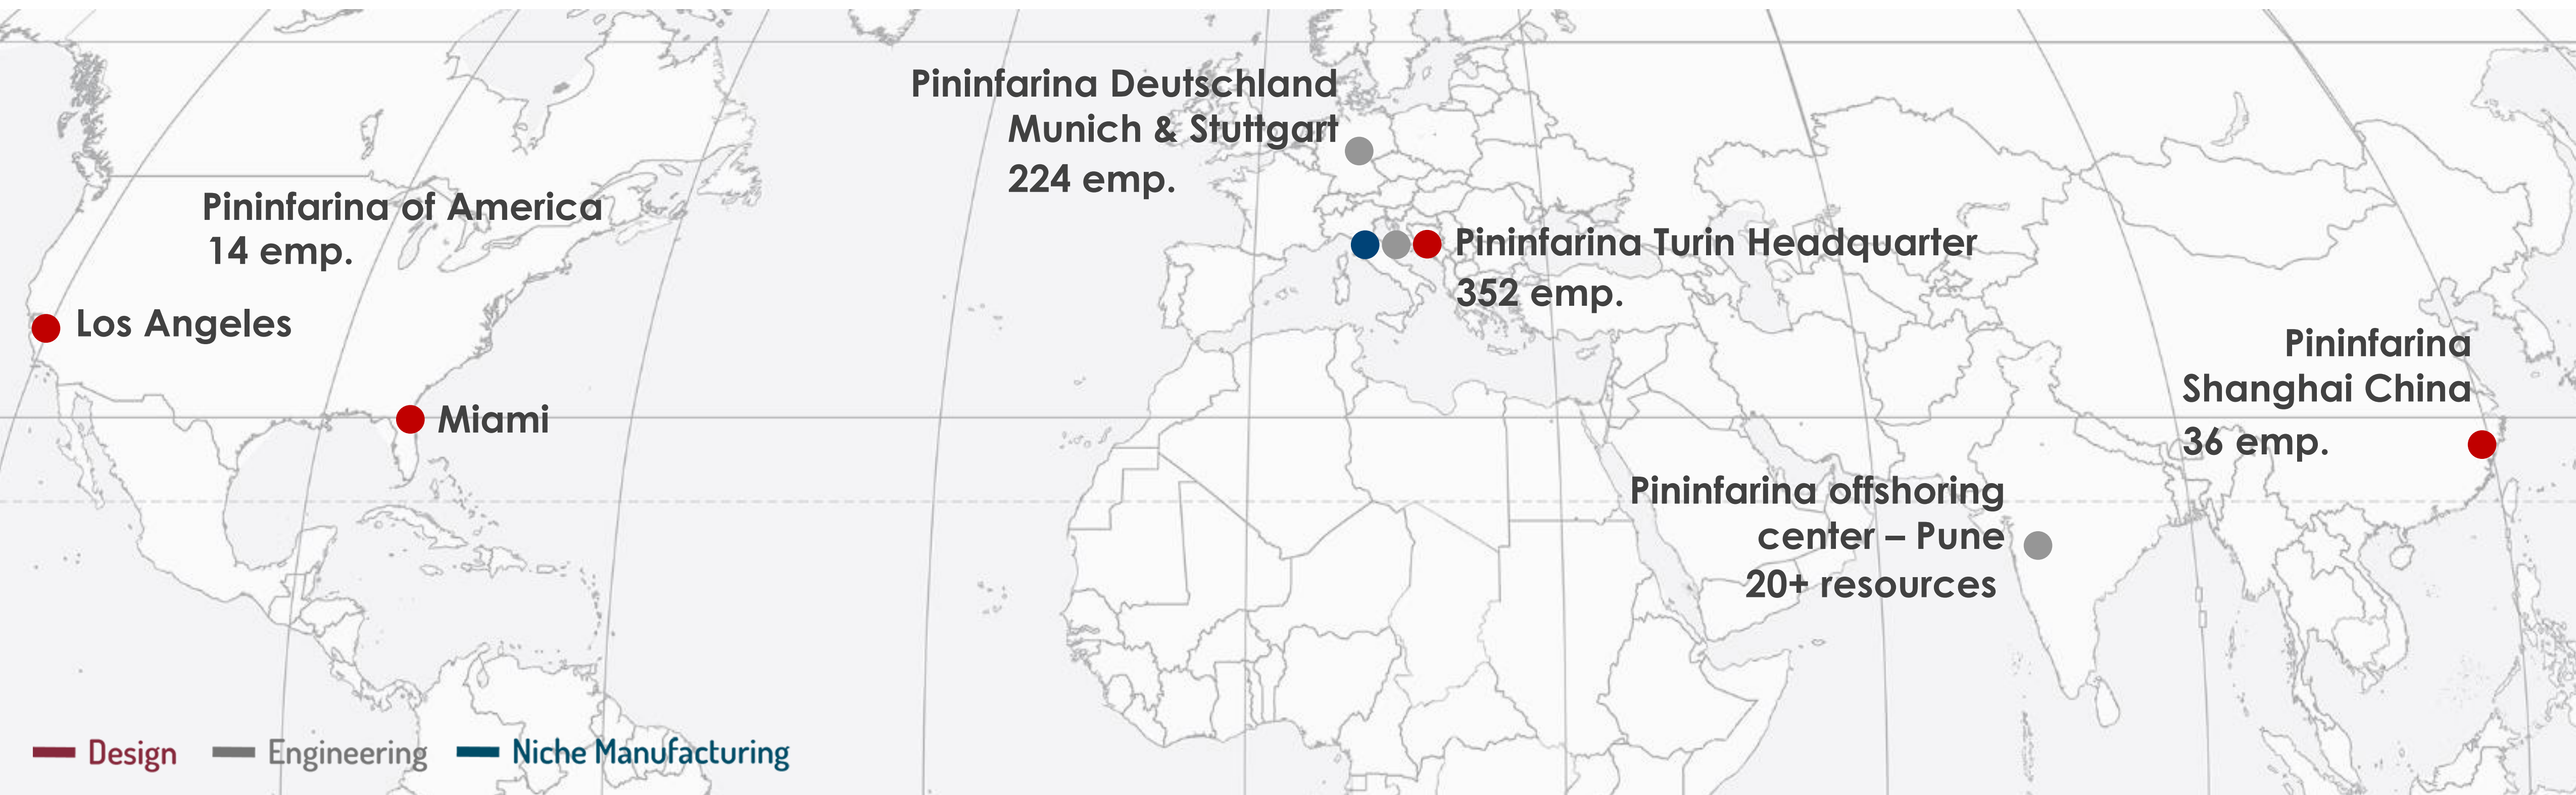 Pininfarina Deutschland
Munich & Stuttgart
224 emp.
Pininfarina of America
14 emp.
Los Angeles
Miami
Pininfarina Turin Headquarter
352 emp.
Pininfarina
Shanghai China
36 emp.
Pininfarina offshoring
center – Pune
20+ resources
Design
Engineering
Niche Manufacturing